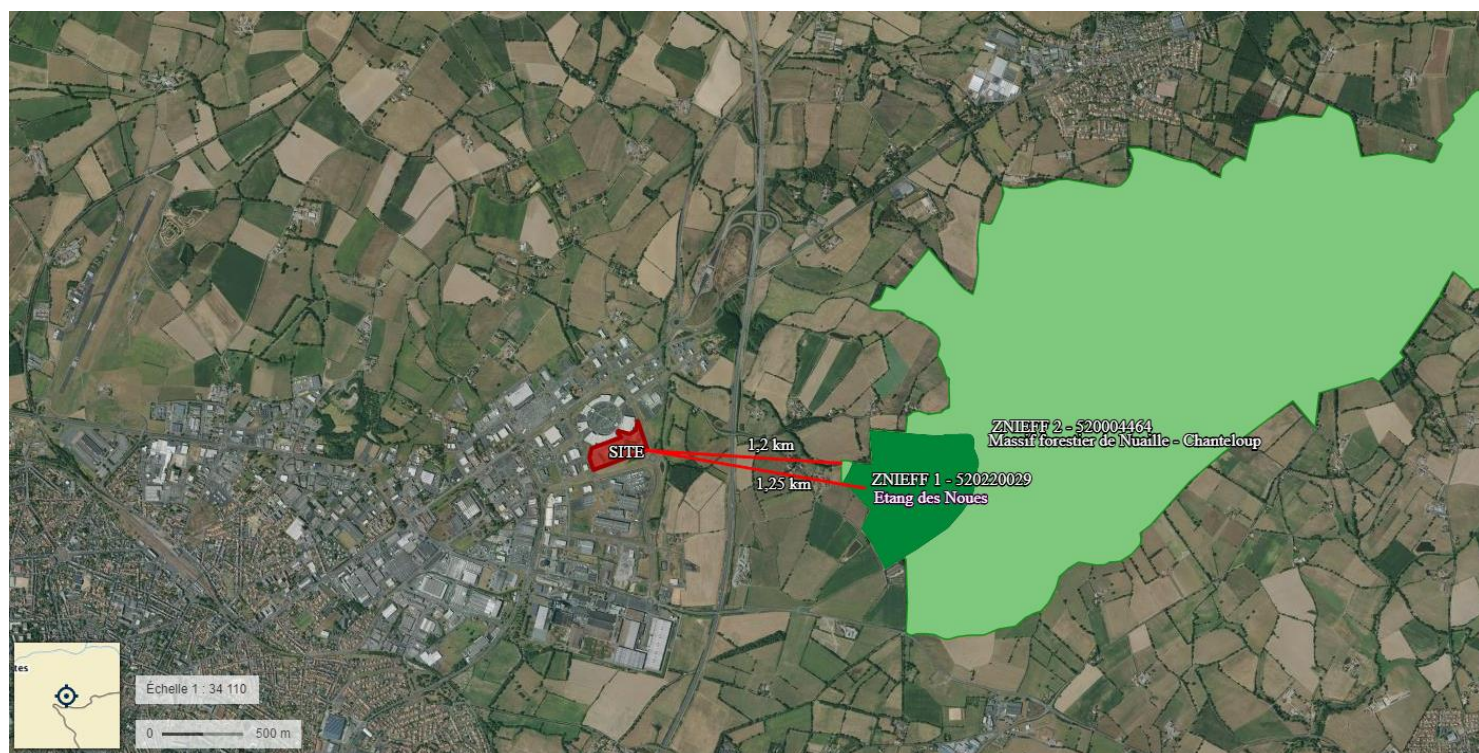 SITE
1,2 km
1,25 km
ZNIEFF 2 - 520004464
Massif forestier de Nuaille - Chanteloup
ZNIEFF 1 - 520220029
Etang des Noues
tes
Échelle 1 : 34 110
0 500 m